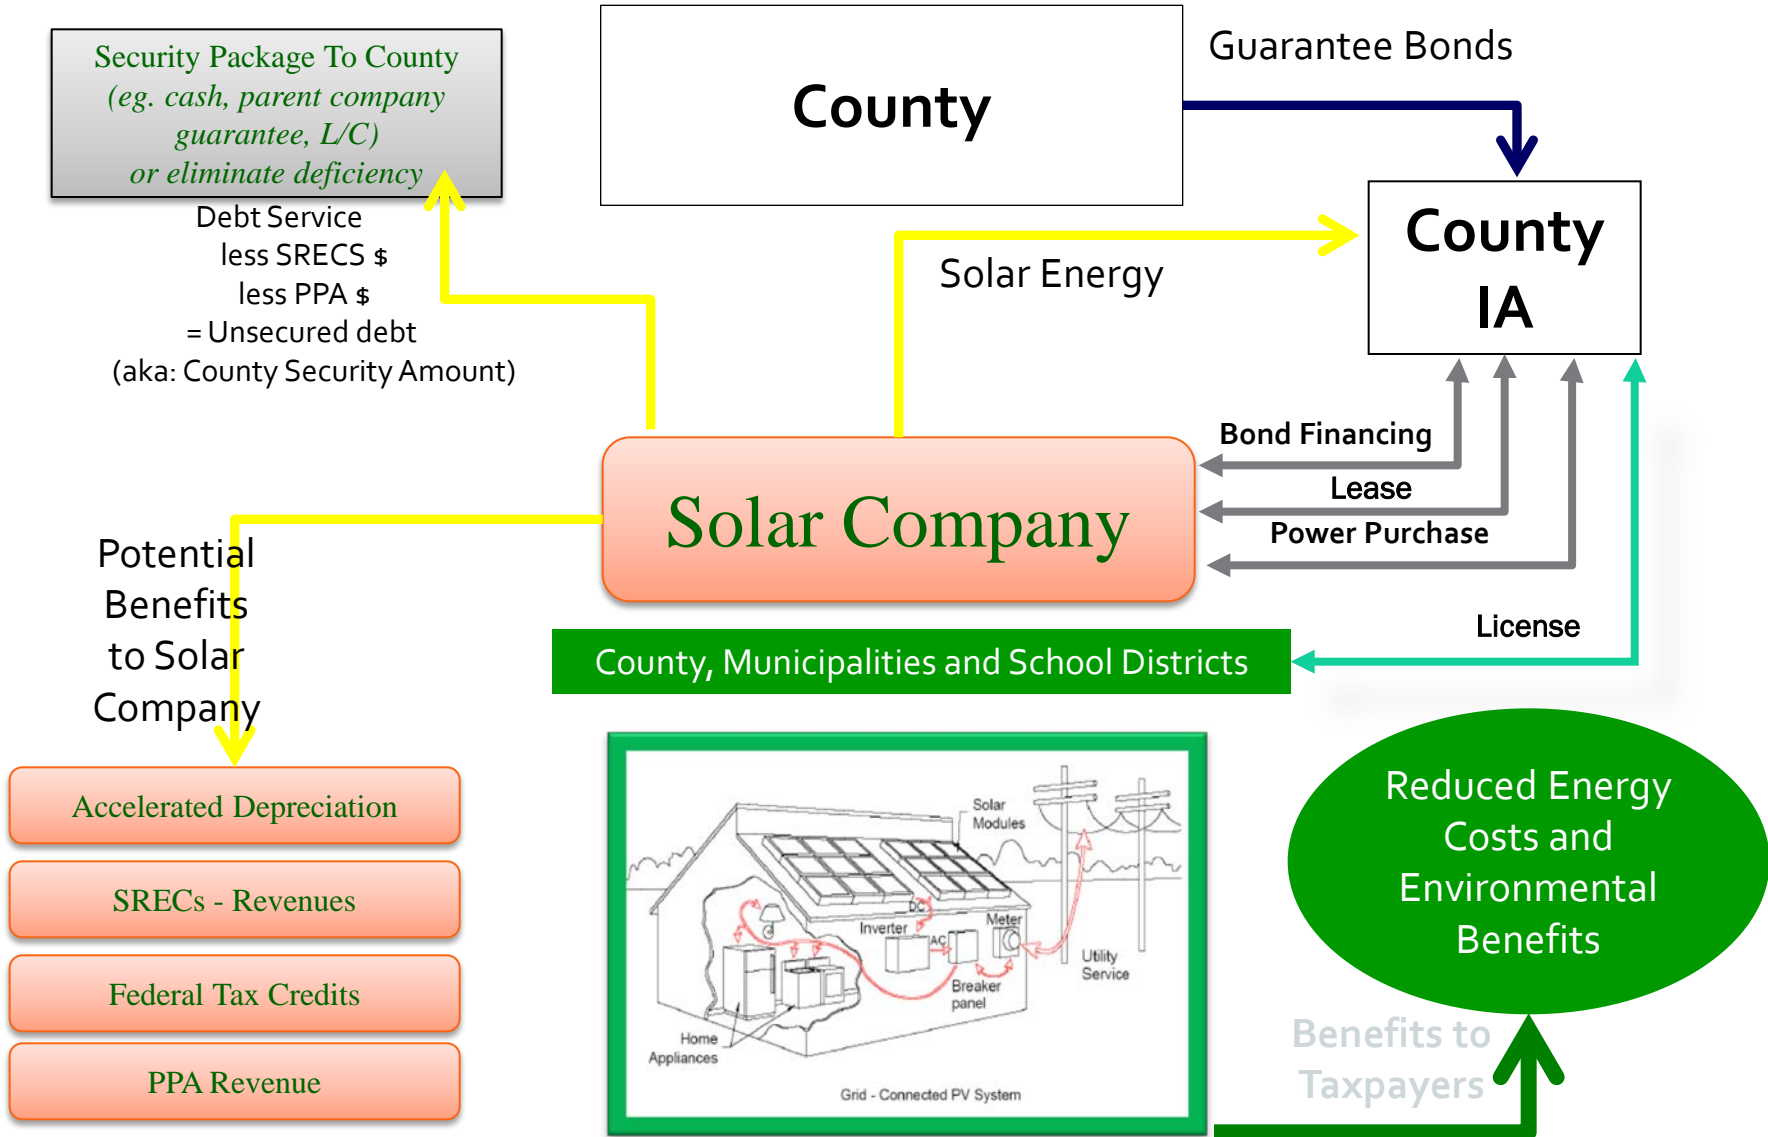 Security Package To County
(eg. cash, parent company
guarantee, L/C)
or eliminate deficiency
Debt Service
less SRECS $
less PPA $
= Unsecured debt
(aka: County Security Amount)
County
Guarantee Bonds
County
IA
Solar Energy
Bond Financing
Lease
Power Purchase
License
Solar Company
County, Municipalities and School Districts
Potential
Benefits
to Solar
Company
Accelerated Depreciation
SRECs - Revenues
Federal Tax Credits
PPA Revenue
Solar
Modules
DC
Inverter
AC
Meter
Breaker
panel
Utility
Service
Home
Appliances
Grid - Connected PV System
Reduced Energy
Costs and
Environmental
Benefits
Benefits to
Taxpayers